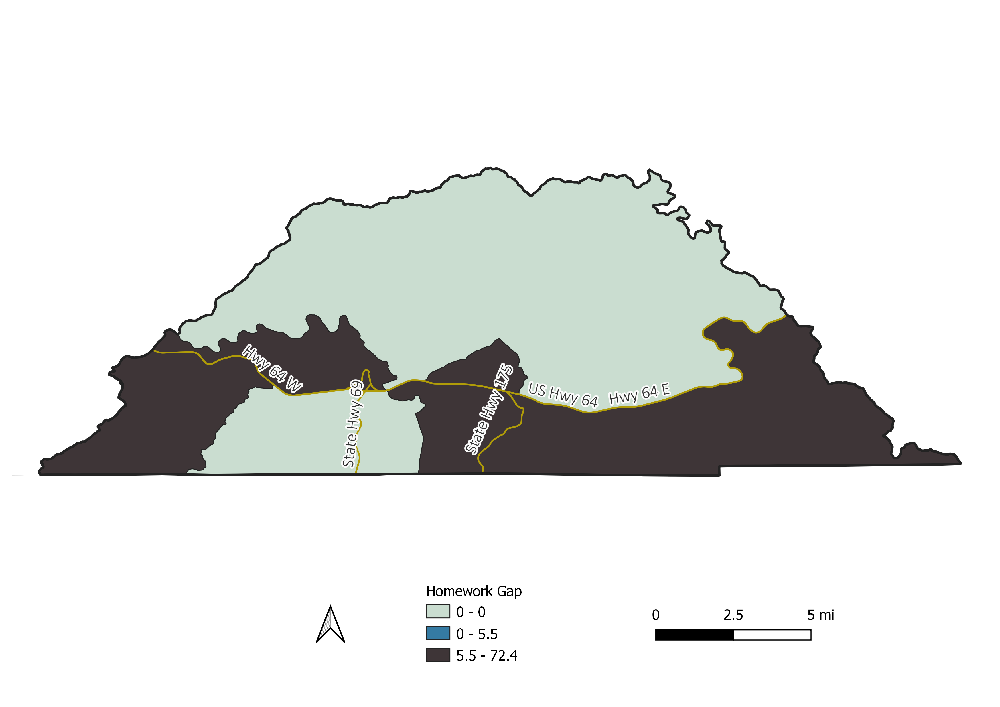 Hwy 64 W
State Hwy 69
State Hwy 175
US Hwy 64
Hwy 64 E
Homework Gap
0 - 0
0 - 5.5
5.5 - 72.4
0 2.5 5 mi